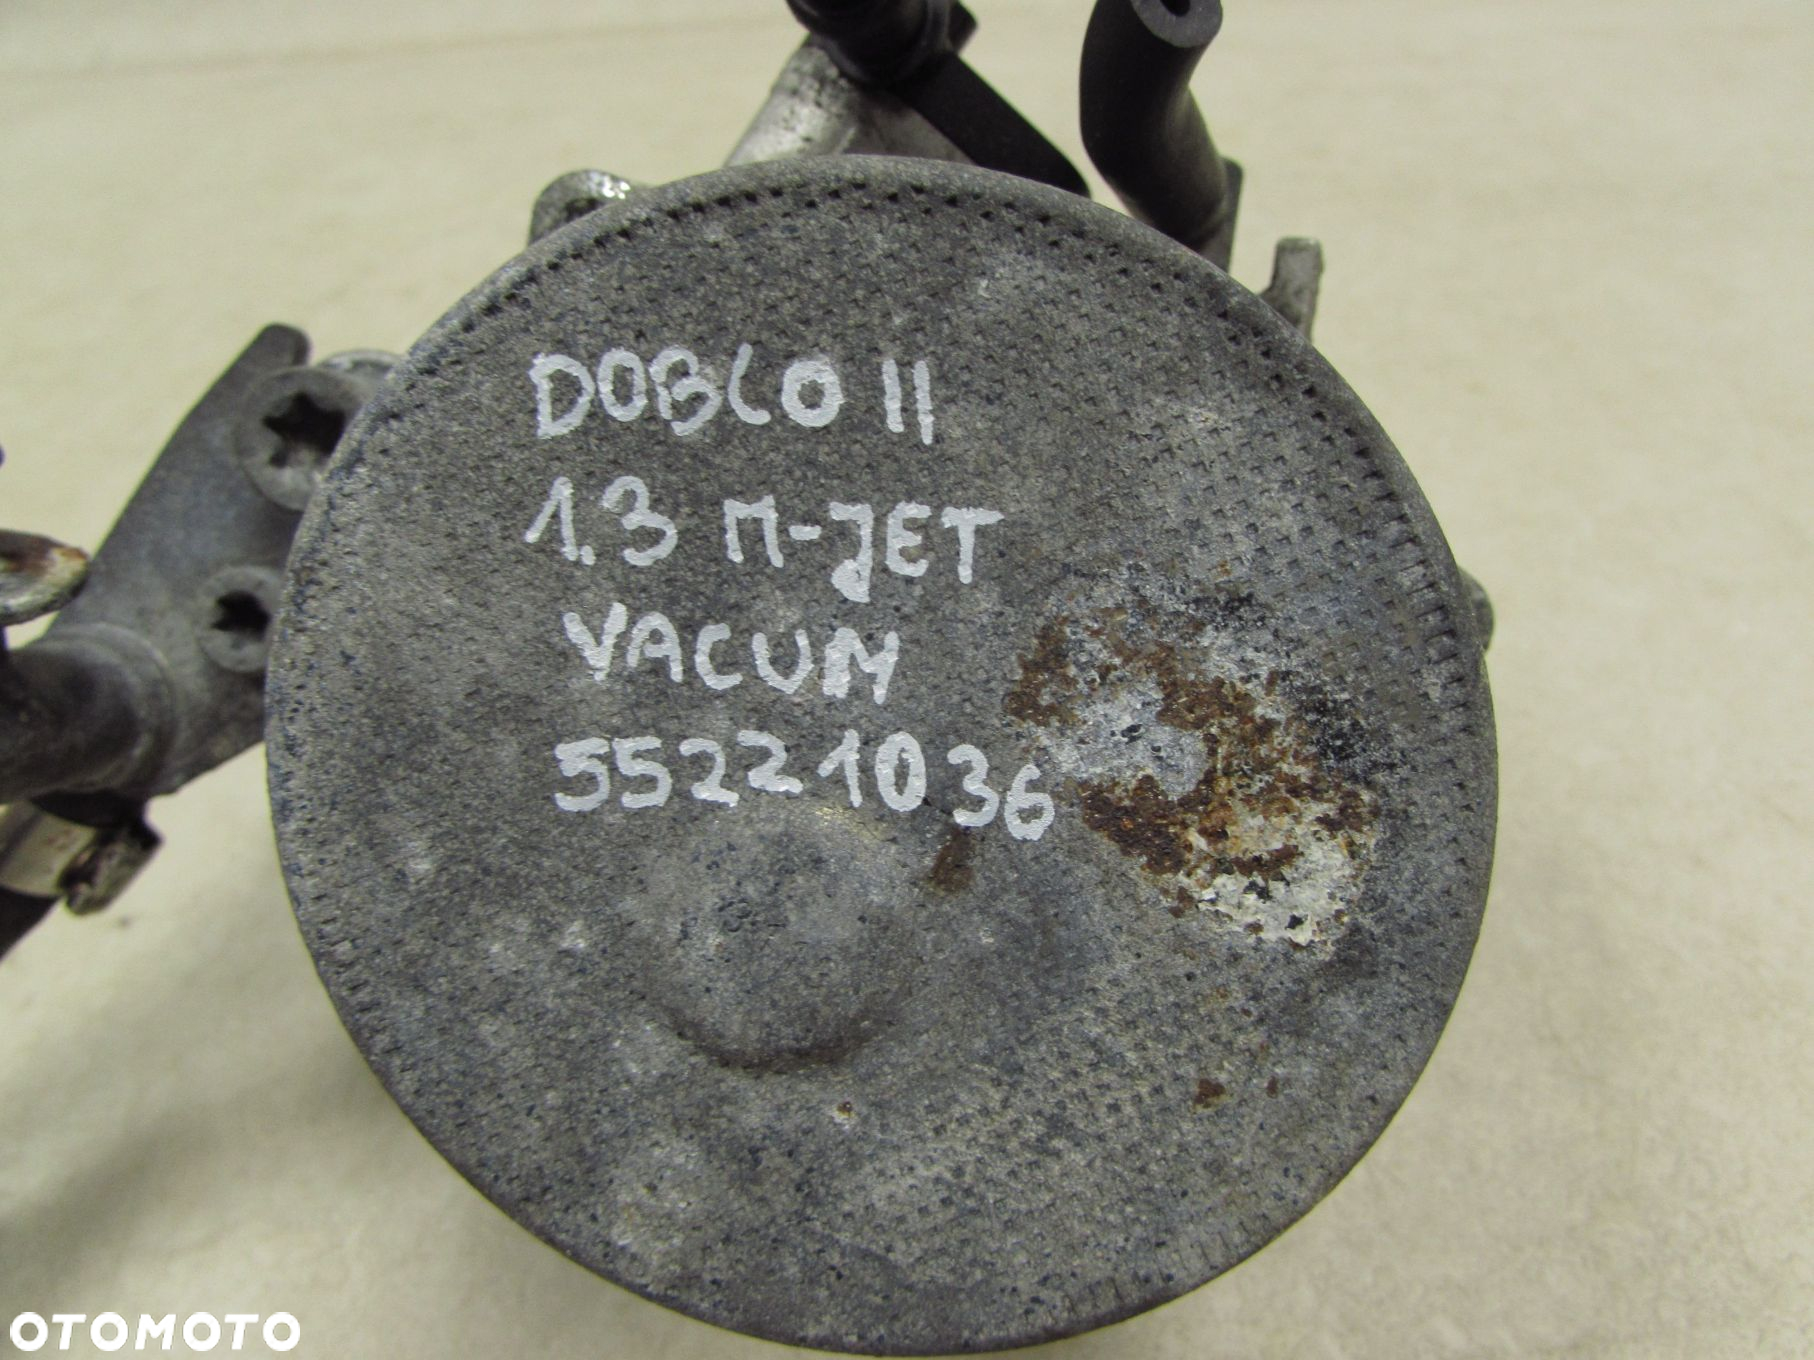 DOBLO II
1.3 M-JET
VACUM
55221036
OTOMOTO